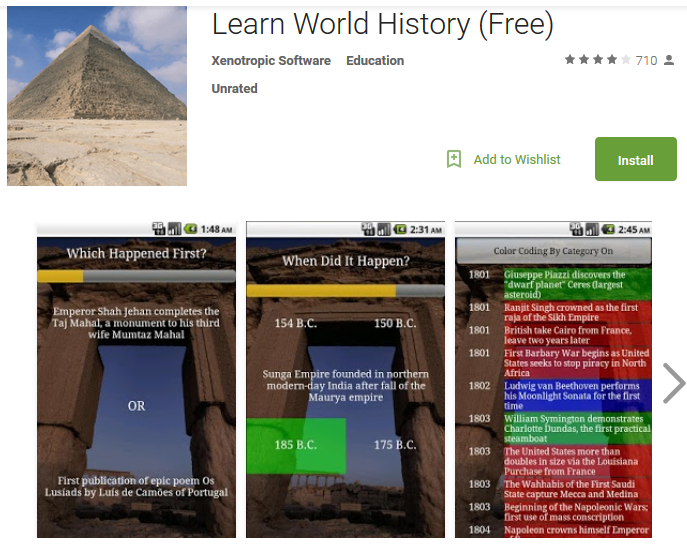 Learn World History (Free)
Xenotropic Software Education
710
Unrated
Add to Wishlist
Install
3G
1:48 AM
Which Happened First?
Emperor Shah Jehan completes the
Taj Mahal, a monument to his third
wife Mumtaz Mahal
OR
First publication of epic poem Os
Lusíads by Luís de Camões of Portugal
3G
2:31 AM
When Did It Happen?
154 B.C. 150 B.C.
Sunga Empire founded in northern
modern-day India after fall of the
Maurya empire
185 B.C. 175 B.C.
3G
2:45 AM
Color Coding By Category On
1801 Giuseppe Piazzi discovers the
"dwarf planet" Ceres (largest
asteroid)
1801 Ranjit Singh crowned as the first
raja of the Sikh Empire
1801 British take Cairo from France,
leave two years later
1801 First Barbary War begins as United
States seeks to stop piracy in North
Africa
1802 Ludwig van Beethoven performs
his Moonlight Sonata for the first
time
1803 William Symington demonstrates
Charlotte Dundas, the first practical
steamboat
1803 The United States more than
doubles in size via the Louisiana
Purchase from France
1803 The Wahhabis of the First Saudi
State capture Mecca and Medina
1803 Beginning of the Napoleonic Wars;
first use of mass conscription
1804 Napoleon crowns himself Emperor